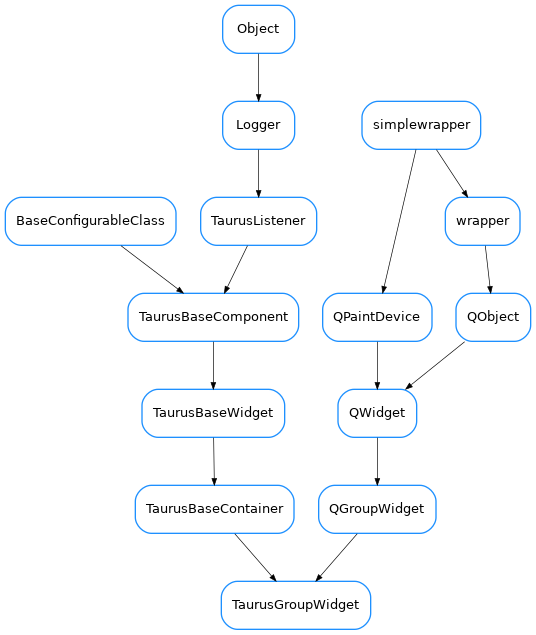 Object
Logger
simplewrapper
BaseConfigurableClass
TaurusListener
wrapper
TaurusBaseComponent
QPaintDevice
QObject
TaurusBaseWidget
QWidget
TaurusBaseContainer
QGroupWidget
TaurusGroupWidget